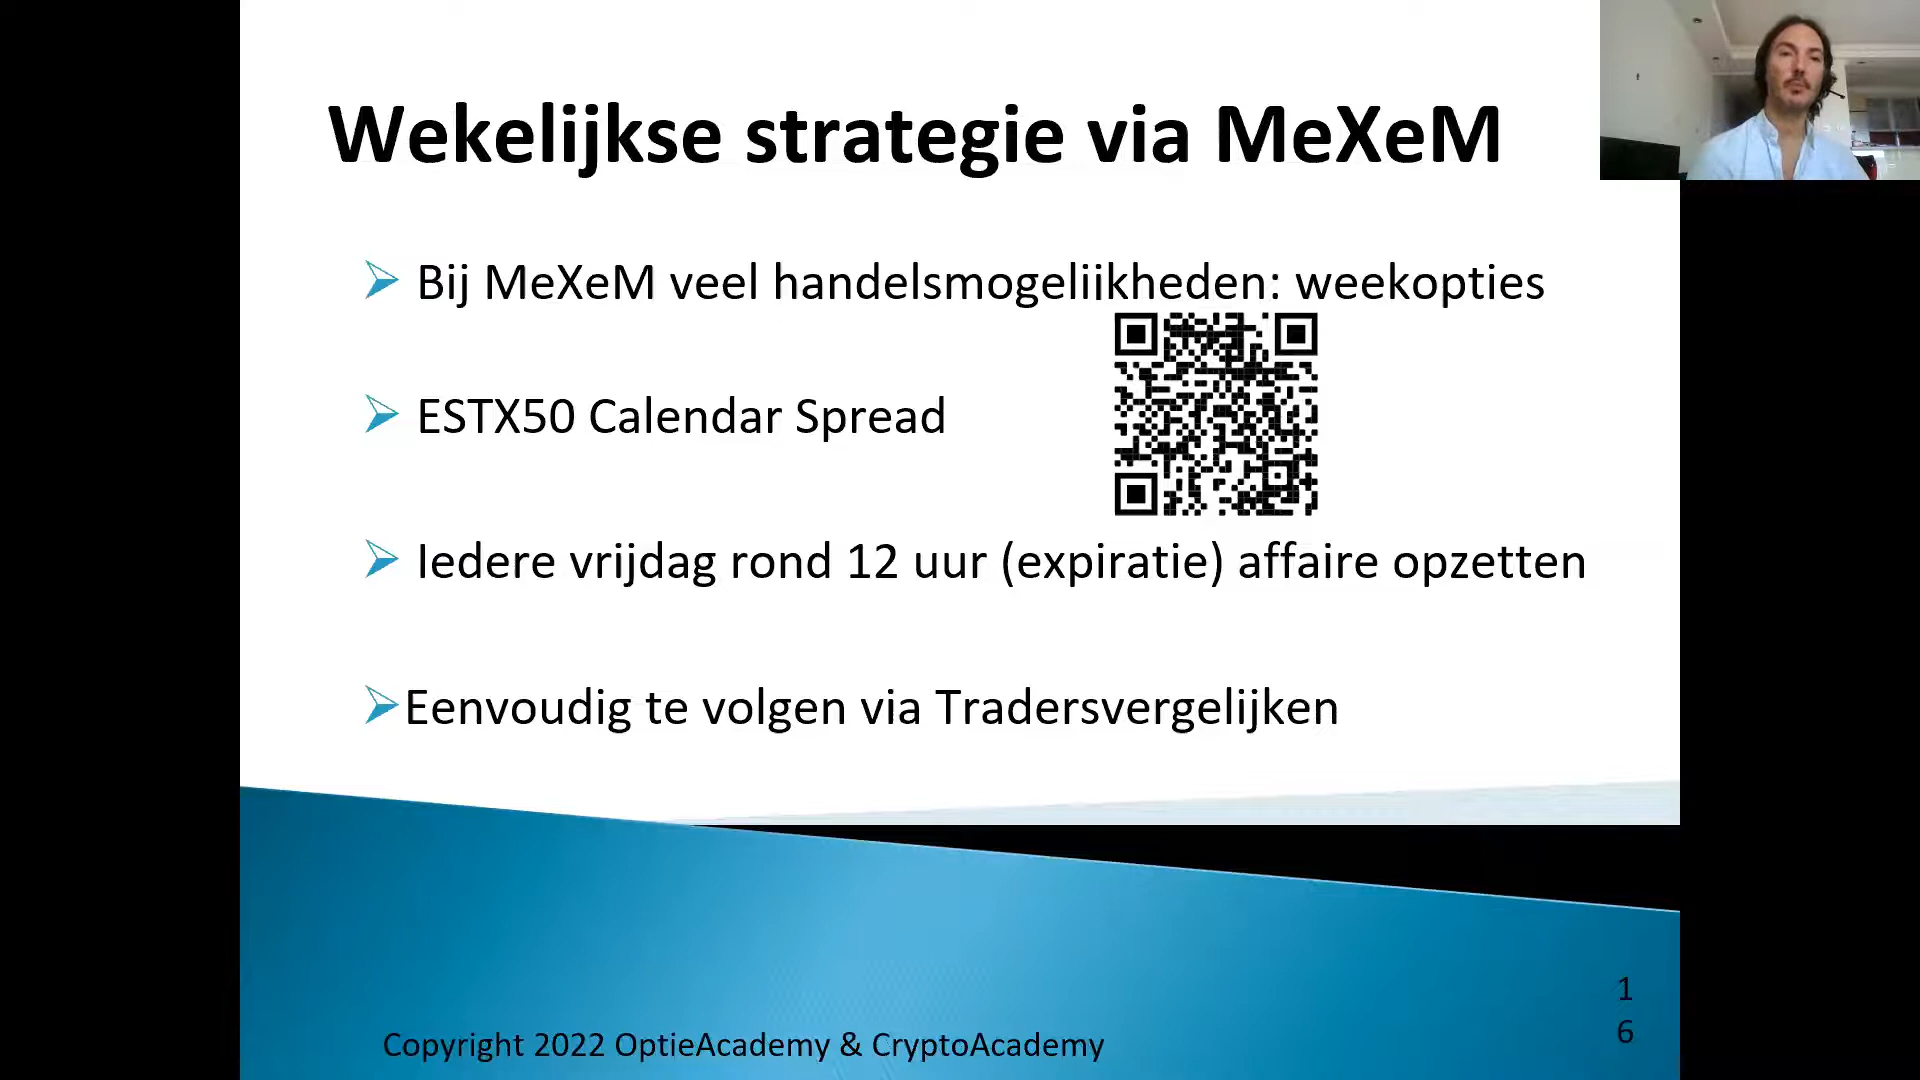 Wekelijkse strategie via MeXeM
Bij MeXeM veel handelsmogelijkheden: weekopties
ESTX50 Calendar Spread
Iedere vrijdag rond 12 uur (expiratie) affaire opzetten
Eenvoudig te volgen via Tradersvergelijken
1
6
Copyright 2022 OptieAcademy & CryptoAcademy